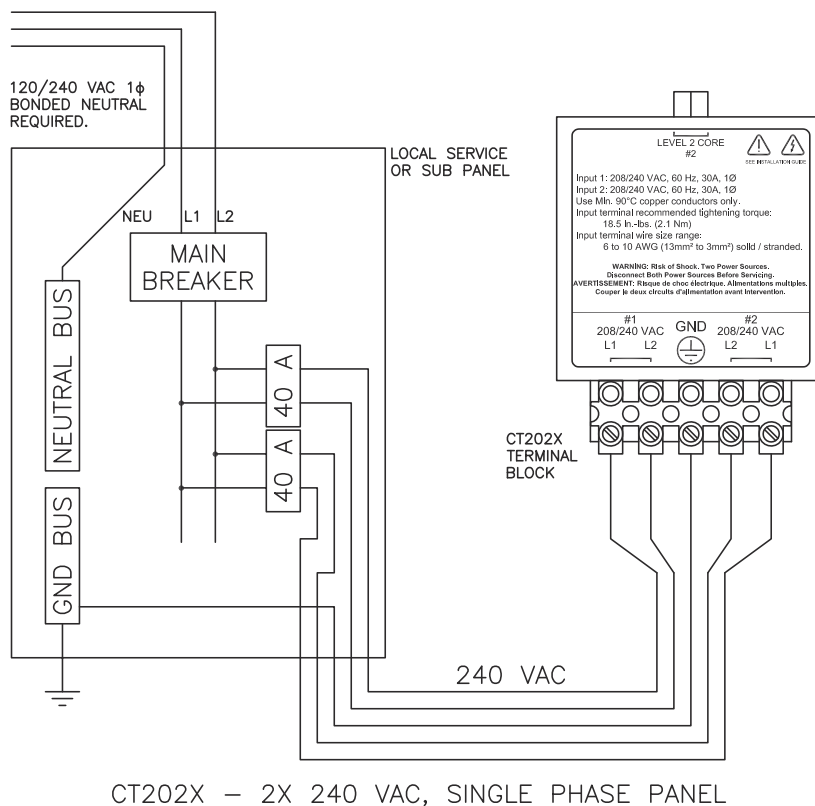 120/240 VAC 1ϕ
BONDED NEUTRAL
REQUIRED.
LOCAL SERVICE
OR SUB PANEL
NEU L1 L2
MAIN
BREAKER
NEUTRAL BUS
GND BUS
40 A
40 A
LEVEL 2 CORE
#2
SEE INSTALLATION GUIDE
Input 1: 208/240 VAC, 60 Hz, 30A, 1Ø
Input 2: 208/240 VAC, 60 Hz, 30A, 1Ø
Use Min. 90°C copper conductors only.
Input terminal recommended tightening torque:
18.5 In.-lbs. (2.1 Nm)
Input terminal wire size range:
6 to 10 AWG (13mm² to 3mm²) solid / stranded.
WARNING: Risk of Shock. Two Power Sources.
Disconnect Both Power Sources Before Servicing.
AVERTISSEMENT: Risque de choc électrique. Alimentations multiples.
Couper le deux circuits d'alimentation avant intervention.
#1 GND #2
208/240 VAC 208/240 VAC
L1 L2 L2 L1
CT202X
TERMINAL
BLOCK
240 VAC
CT202X – 2X 240 VAC, SINGLE PHASE PANEL